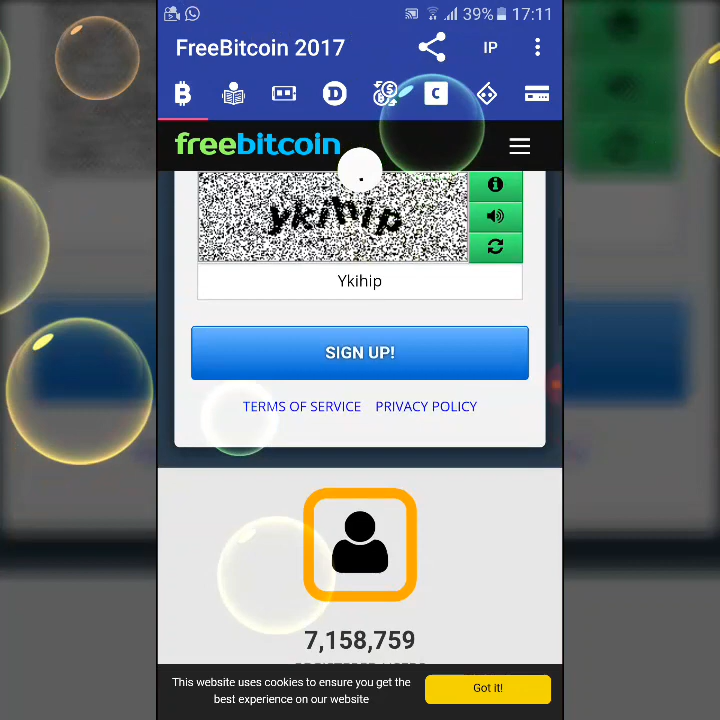 39% 17:11
FreeBitcoin 2017 IP
freebitcoin
ykihip
Ykihip
SIGN UP!
TERMS OF SERVICE PRIVACY POLICY
7,158,759
This website uses cookies to ensure you get the
best experience on our website
Got it!